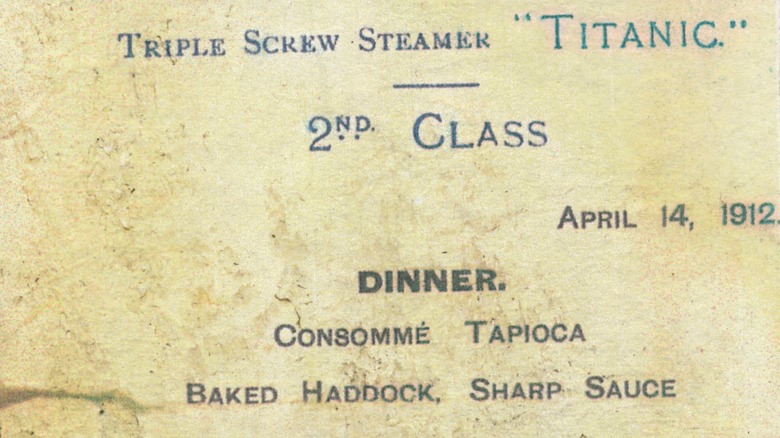 Triple Screw Steamer "Titanic."
2ND. Class
April 14, 1912.
DINNER.
Consommé Tapioca
Baked Haddock, Sharp Sauce